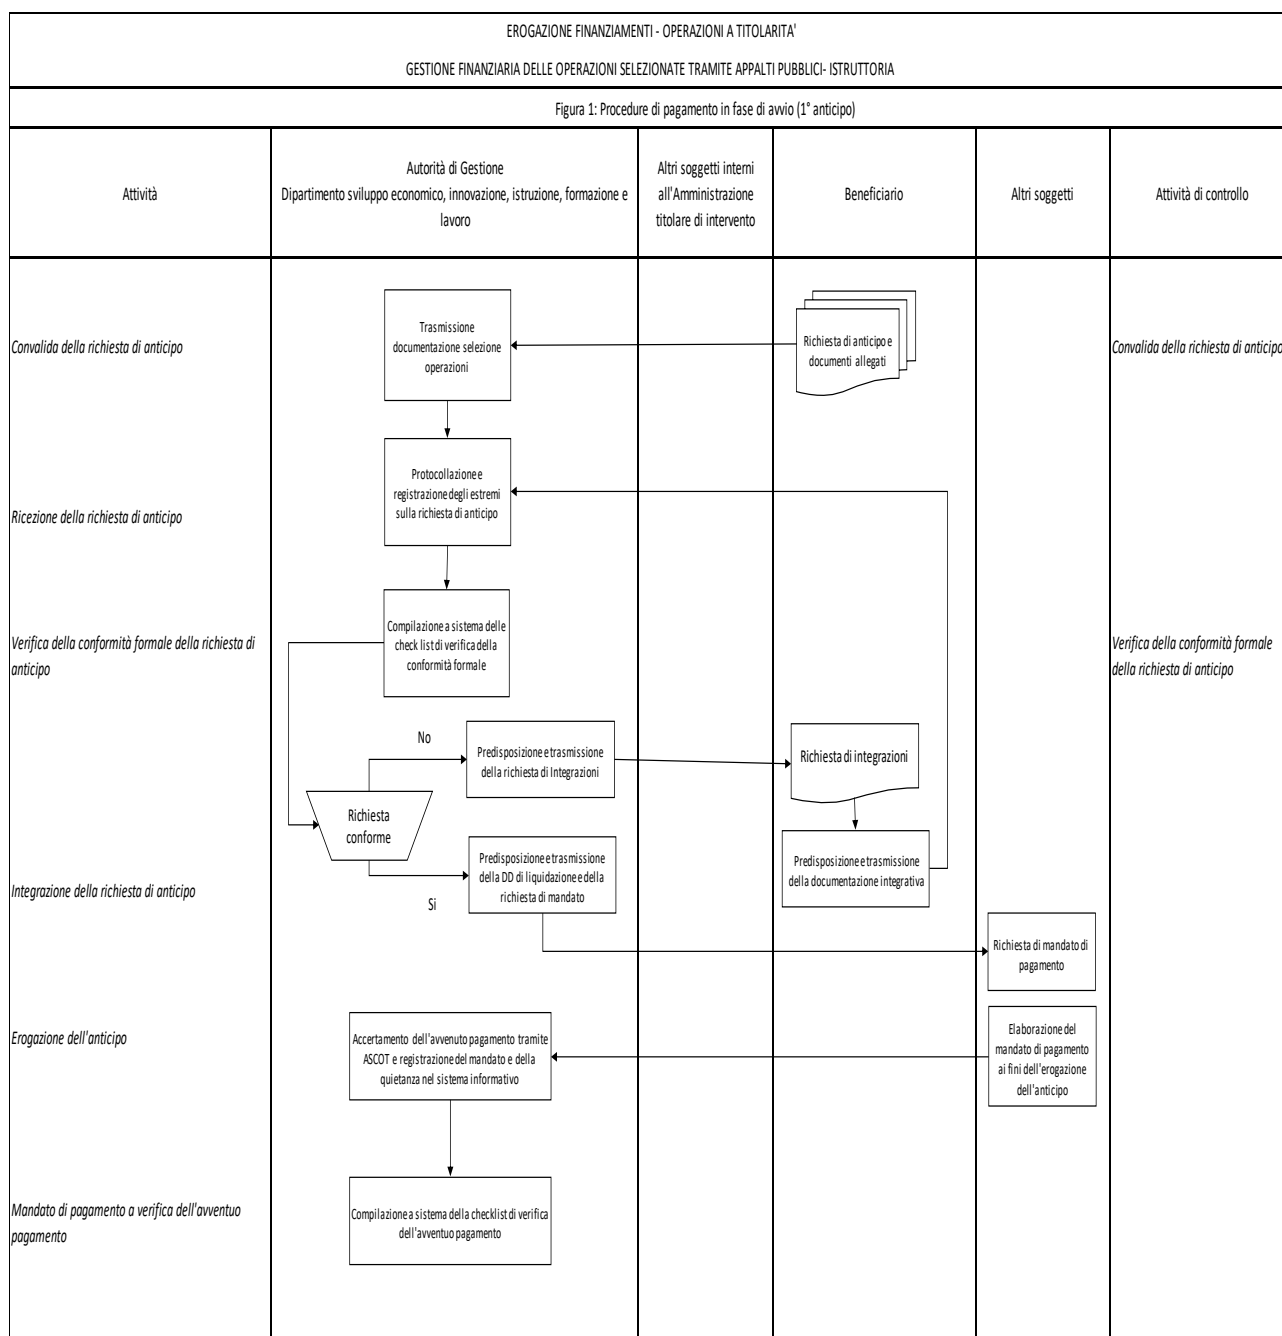 EROGAZIONE FINANZIAMENTI - OPERAZIONI A TITOLARITA'
GESTIONE FINANZIARIA DELLE OPERAZIONI SELEZIONATE TRAMITE APPALTI PUBBLICI- ISTRUTTORIA
Figura 1: Procedure di pagamento in fase di avvio (1° anticipo)
Attività
Autorità di Gestione
Dipartimento sviluppo economico, innovazione, istruzione, formazione e
lavoro
Altri soggetti interni
all'Amministrazione
titolare di intervento
Beneficiario
Altri soggetti
Attività di controllo
Convalida della richiesta di anticipo
Trasmissione
documentazione selezione
operazioni
Richiesta di anticipo e
documenti allegati
Convalida della richiesta di anticipo
Ricezione della richiesta di anticipo
Protocollazione e
registrazione degli estremi
sulla richiesta di anticipo
Verifica della conformità formale della richiesta di
anticipo
Compilazione a sistema delle
check list di verifica della
conformità formale
Verifica della conformità formale
della richiesta di anticipo
No
Predisposizione e trasmissione
della richiesta di Integrazioni
Richiesta di integrazioni
Richiesta
conforme
Integrazione della richiesta di anticipo
Si
Predisposizione e trasmissione
della DD di liquidazione e della
richiesta di mandato
Predisposizione e trasmissione
della documentazione integrativa
Richiesta di mandato di
pagamento
Erogazione dell'anticipo
Accertamento dell'avvenuto pagamento tramite
ASCOT e registrazione del mandato e della
quietanza nel sistema informativo
Elaborazione del
mandato di pagamento
ai fini dell'erogazione
dell'anticipo
Mandato di pagamento a verifica dell'avventuo
pagamento
Compilazione a sistema della checklist di verifica
dell'avventuo pagamento